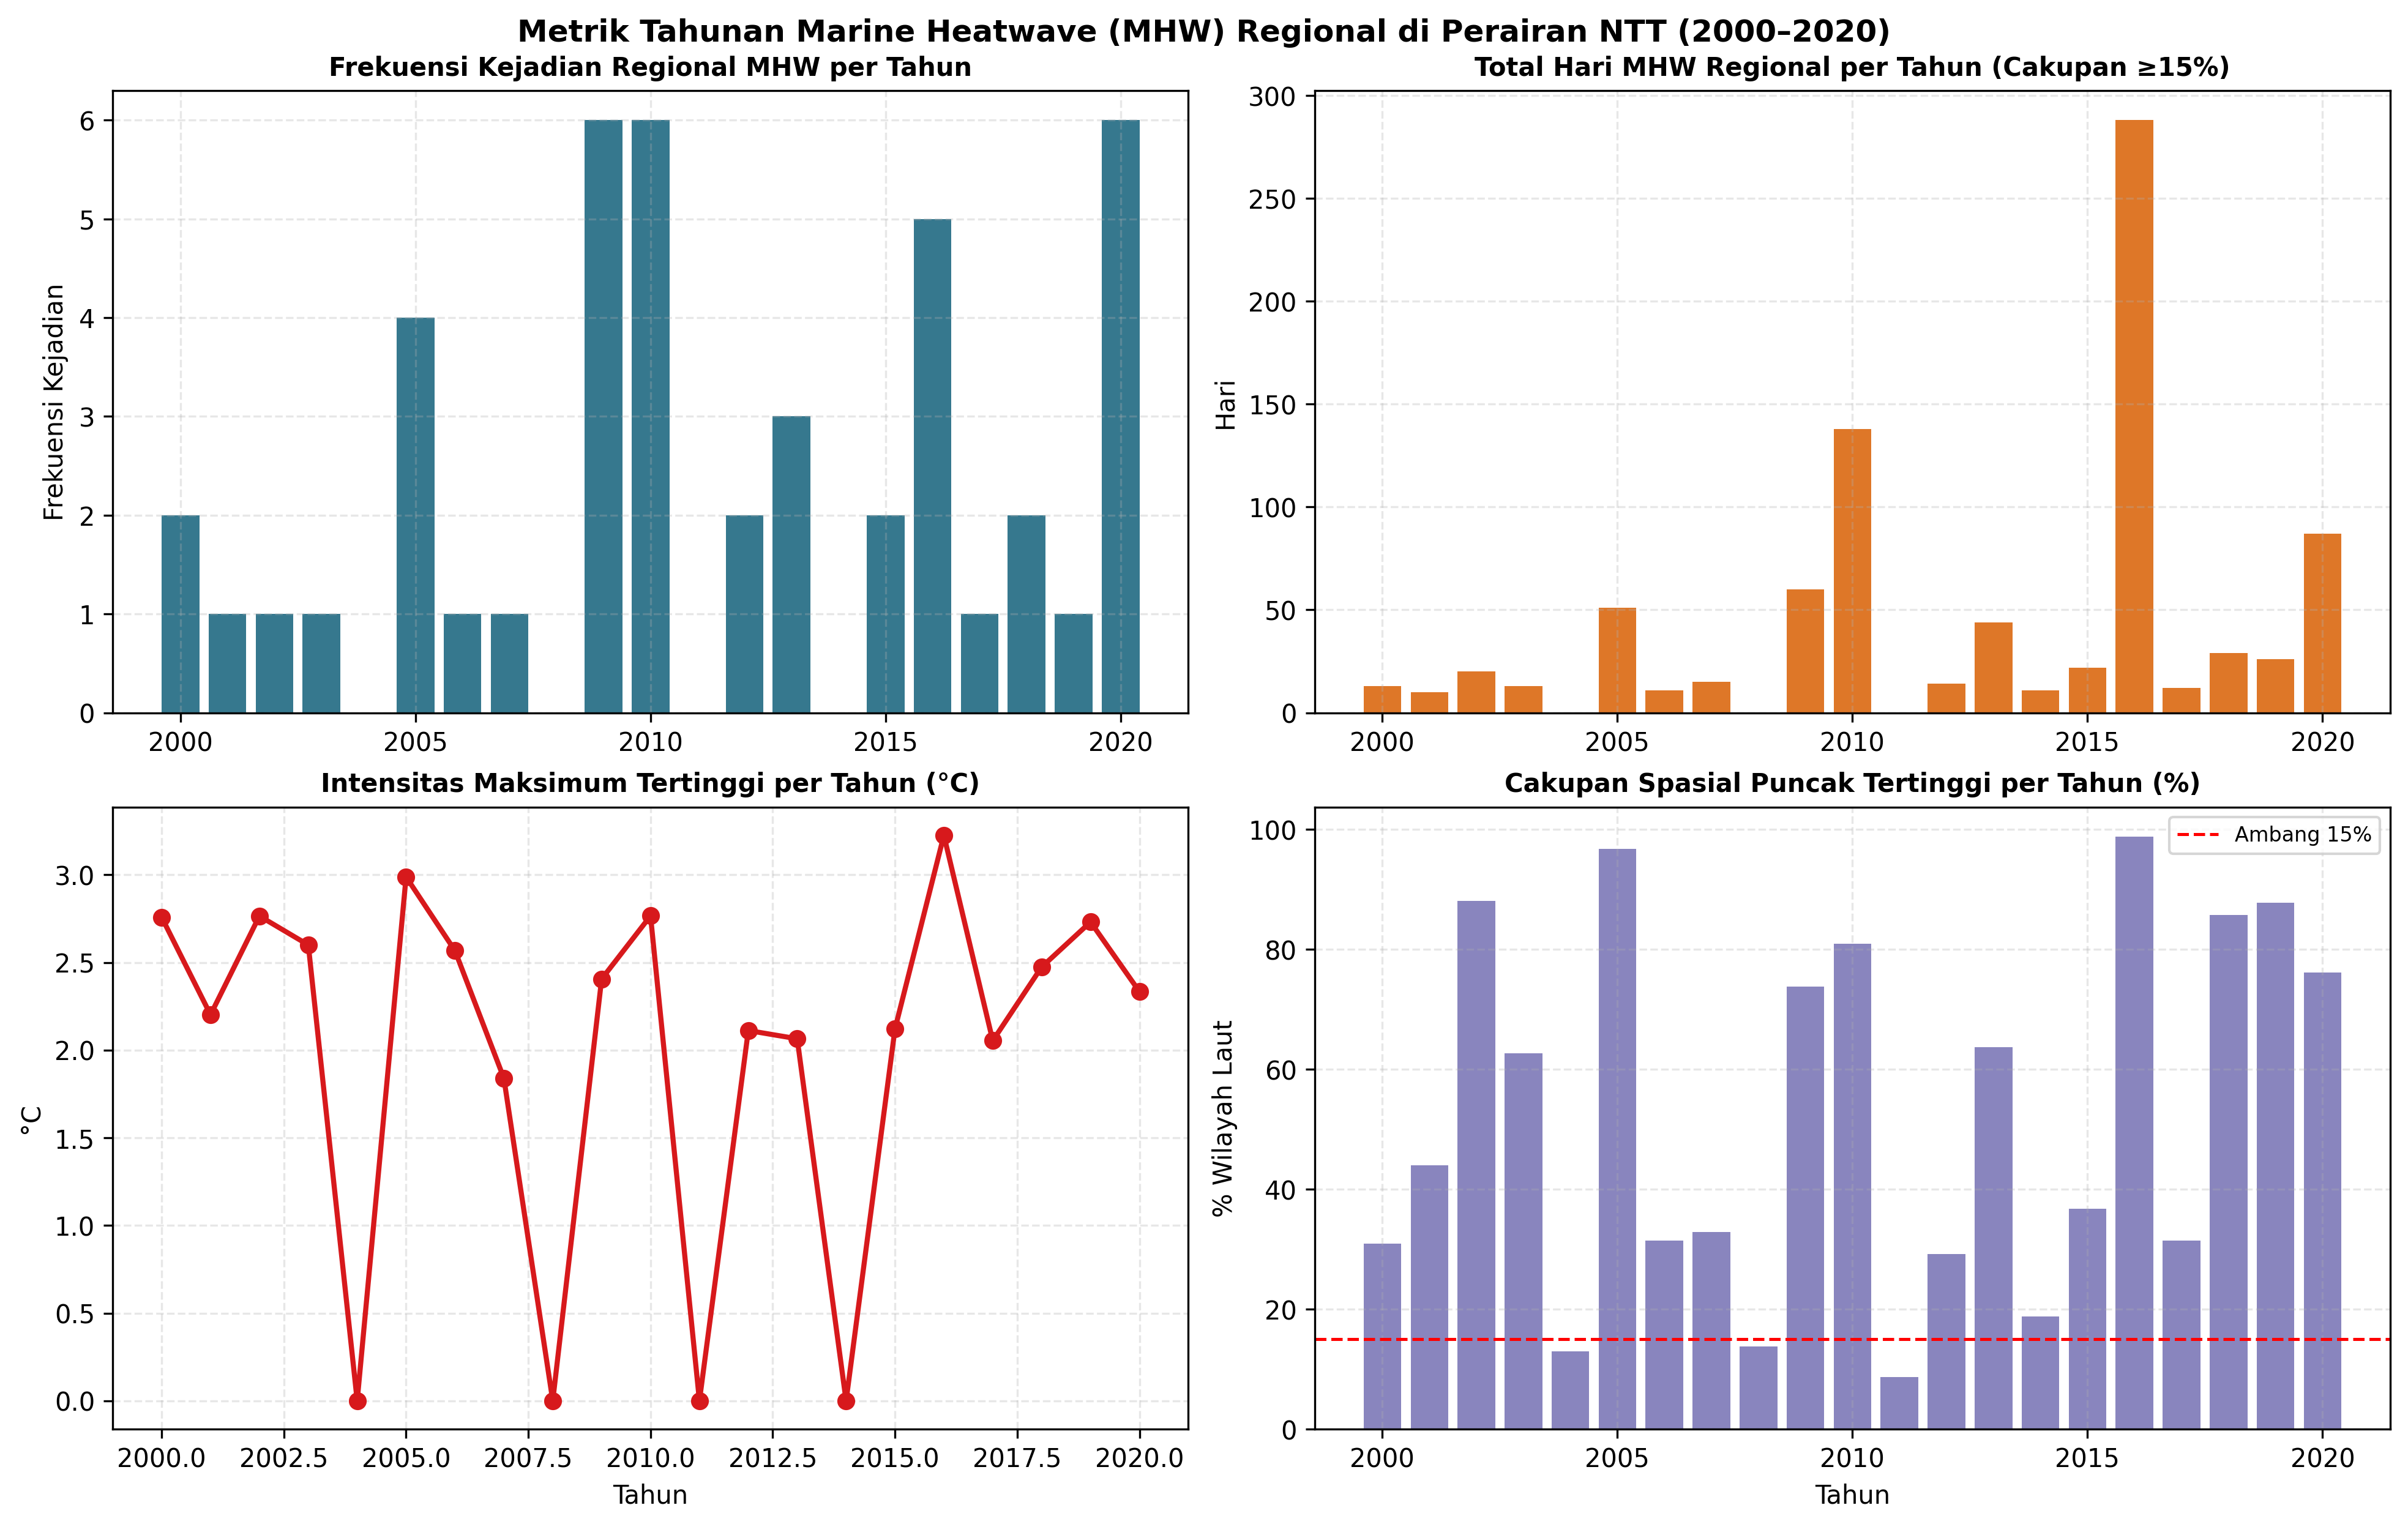 Metrik Tahunan Marine Heatwave (MHW) Regional di Perairan NTT (2000–2020)
Frekuensi Kejadian Regional MHW per Tahun
Frekuensi Kejadian
6
5
4
3
2
1
0
2000 2005 2010 2015 2020
Total Hari MHW Regional per Tahun (Cakupan ≥15%)
Hari
300
250
200
150
100
50
0
2000 2005 2010 2015 2020
Intensitas Maksimum Tertinggi per Tahun (°C)
°C
3.0
2.5
2.0
1.5
1.0
0.5
0.0
2000.0 2002.5 2005.0 2007.5 2010.0 2012.5 2015.0 2017.5 2020.0
Tahun
Cakupan Spasial Puncak Tertinggi per Tahun (%)
Ambang 15%
% Wilayah Laut
100
80
60
40
20
0
2000 2005 2010 2015 2020
Tahun